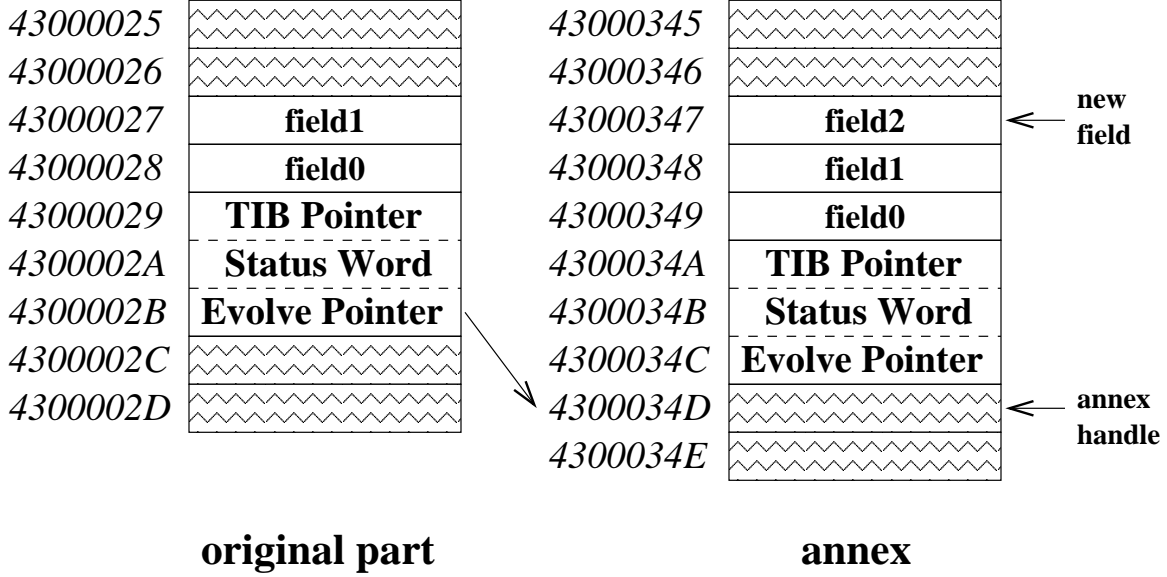 43000025
43000026
43000027 field1
43000028 field0
43000029 TIB Pointer
4300002A Status Word
4300002B Evolve Pointer
4300002C
4300002D
original part
43000345
43000346
43000347 field2
43000348 field1
43000349 field0
4300034A TIB Pointer
4300034B Status Word
4300034C Evolve Pointer
4300034D
4300034E
annex
new
field
annex
handle